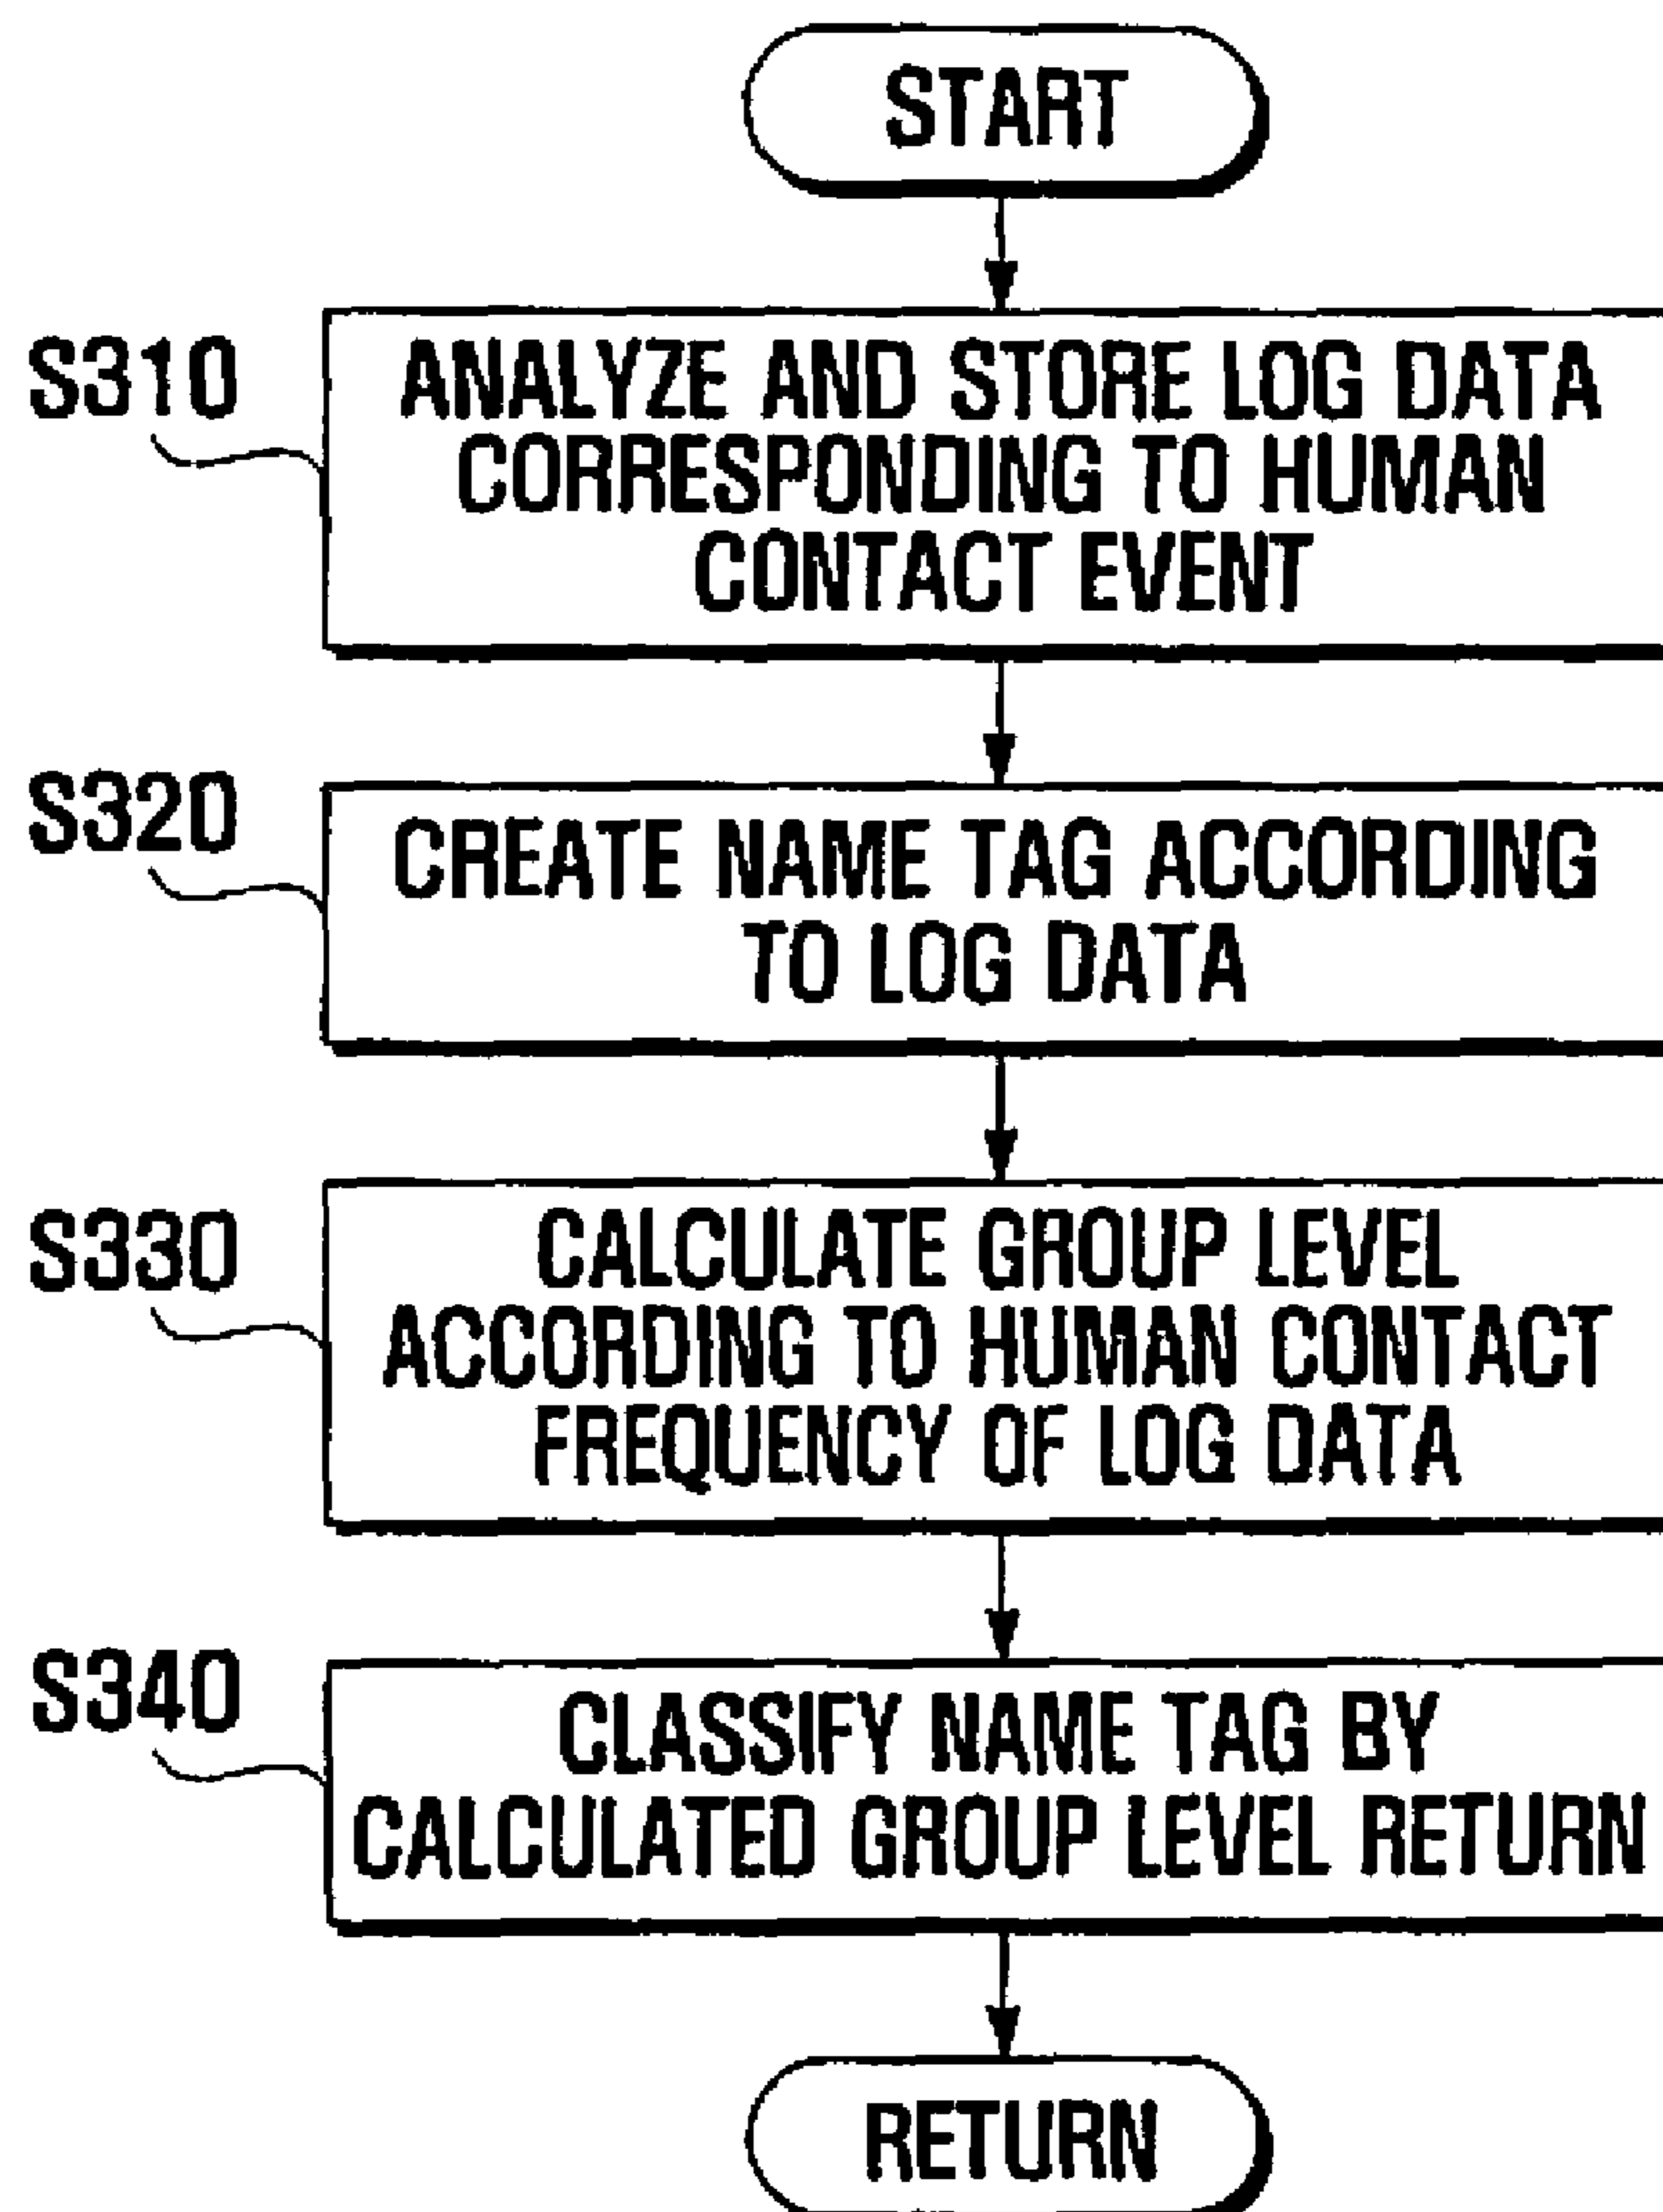 START
S310
ANALYZE AND STORE LOG DATA
CORRESPONDING TO HUMAN
CONTACT EVENT
S320
CREATE NAME TAG ACCORDING
TO LOG DATA
S330
CALCULATE GROUP LEVEL
ACCORDING TO HUMAN CONTACT
FREQUENCY OF LOG DATA
S340
CLASSIFY NAME TAG BY
CALCULATED GROUP LEVEL RETURN
RETURN